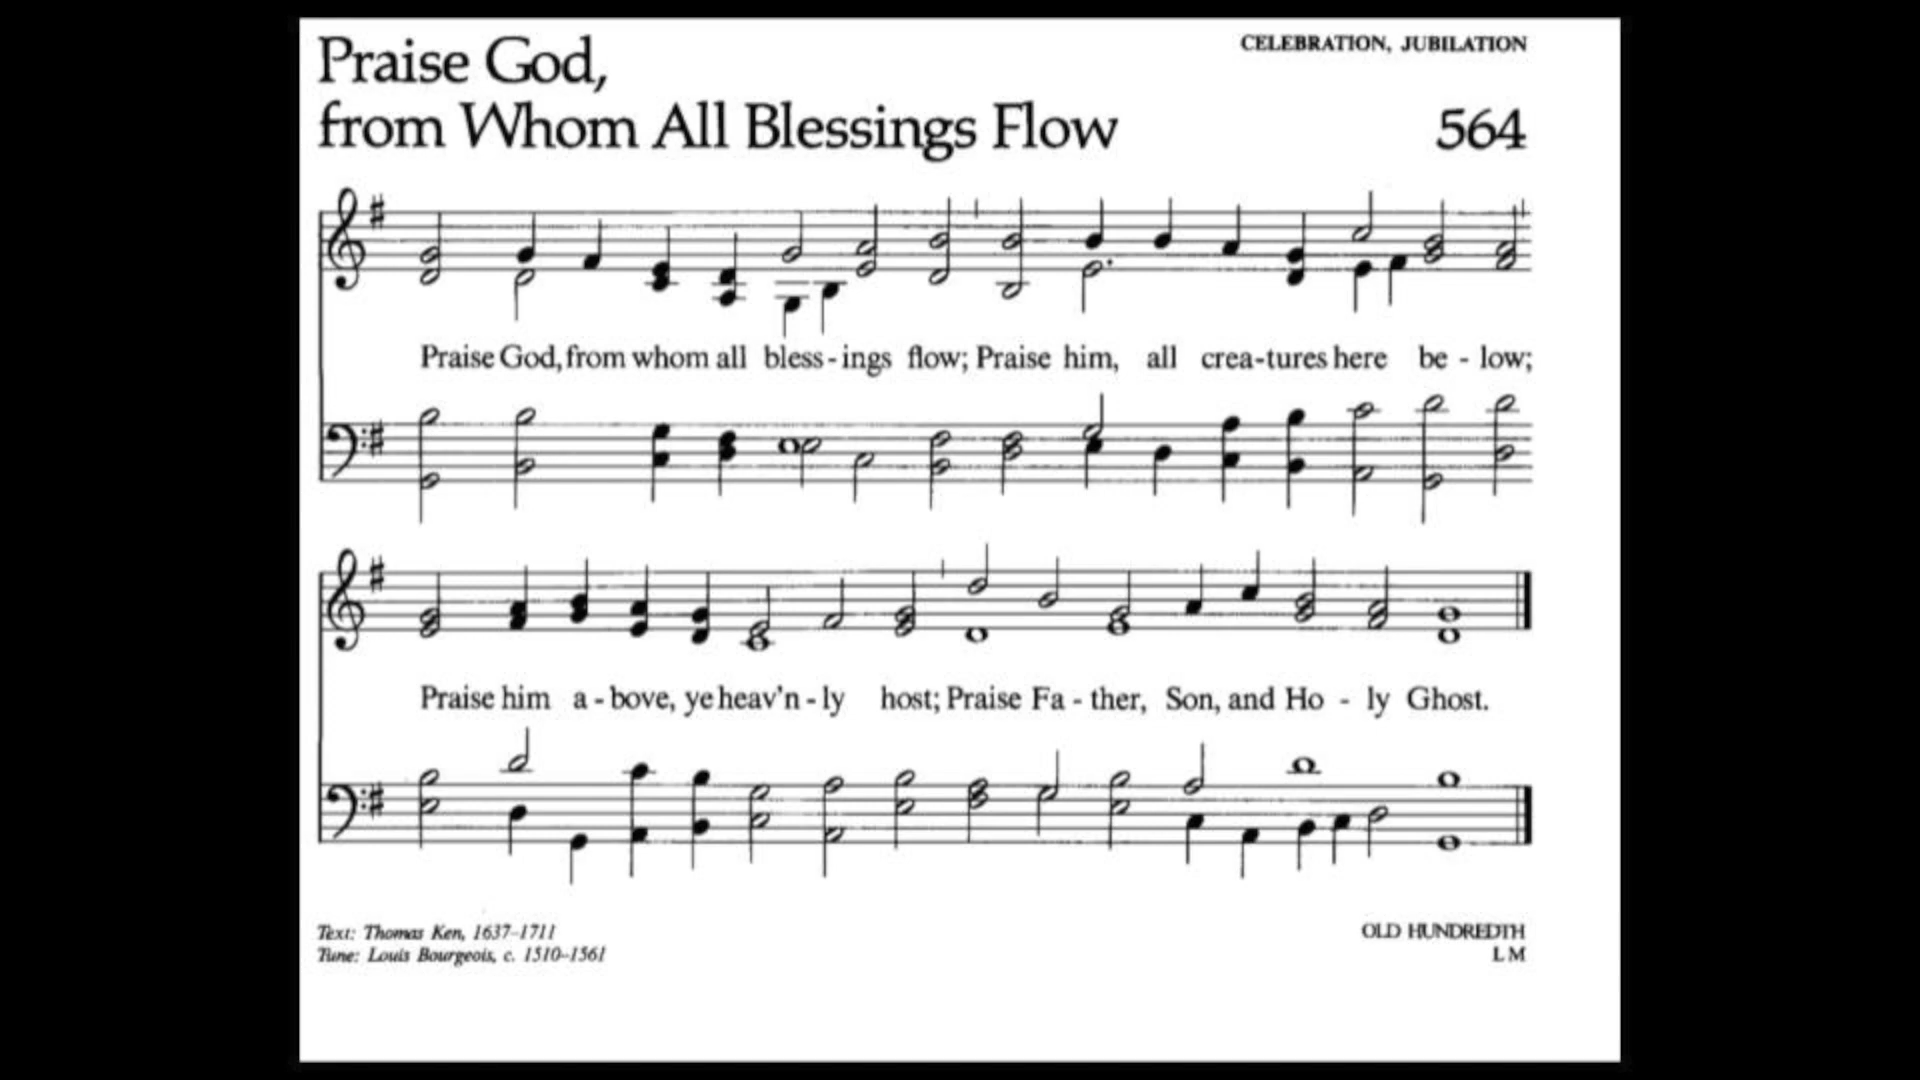 Praise God,
from Whom All Blessings Flow
CELEBRATION, JUBILATION
564
Praise God, from whom all bless-ings flow; Praise him, all crea-tures here be - low;
Praise him a - bove, ye heav'n - ly host; Praise Fa - ther, Son, and Ho - ly Ghost.
Text: Thomas Ken, 1637–1711
Tune: Louis Bourgeois, c. 1510–1561
OLD HUNDREDTH
L M